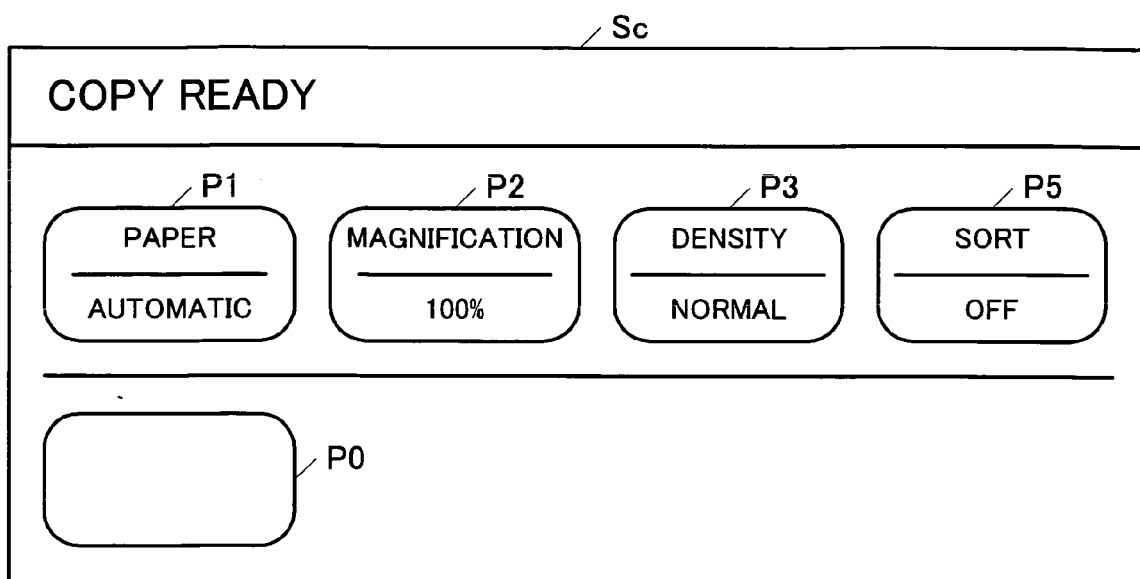 Sc
COPY READY
P1 P2 P3 P5
PAPER MAGNIFICATION DENSITY SORT
AUTOMATIC 100% NORMAL OFF
P0